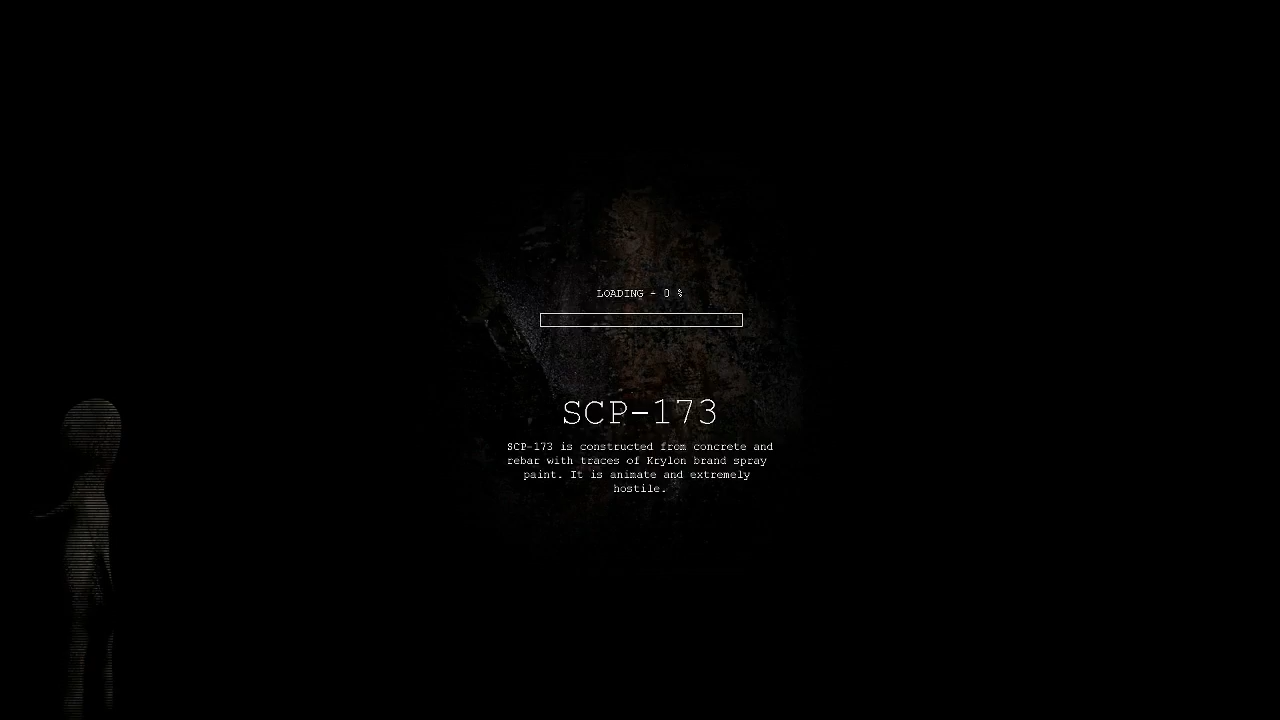 LOADING - 0 %
SCP-173
SCP-173 is constructed from concrete and
rebar with traces of Krylon brand spray
paint. It is animate and extremely
hostile.